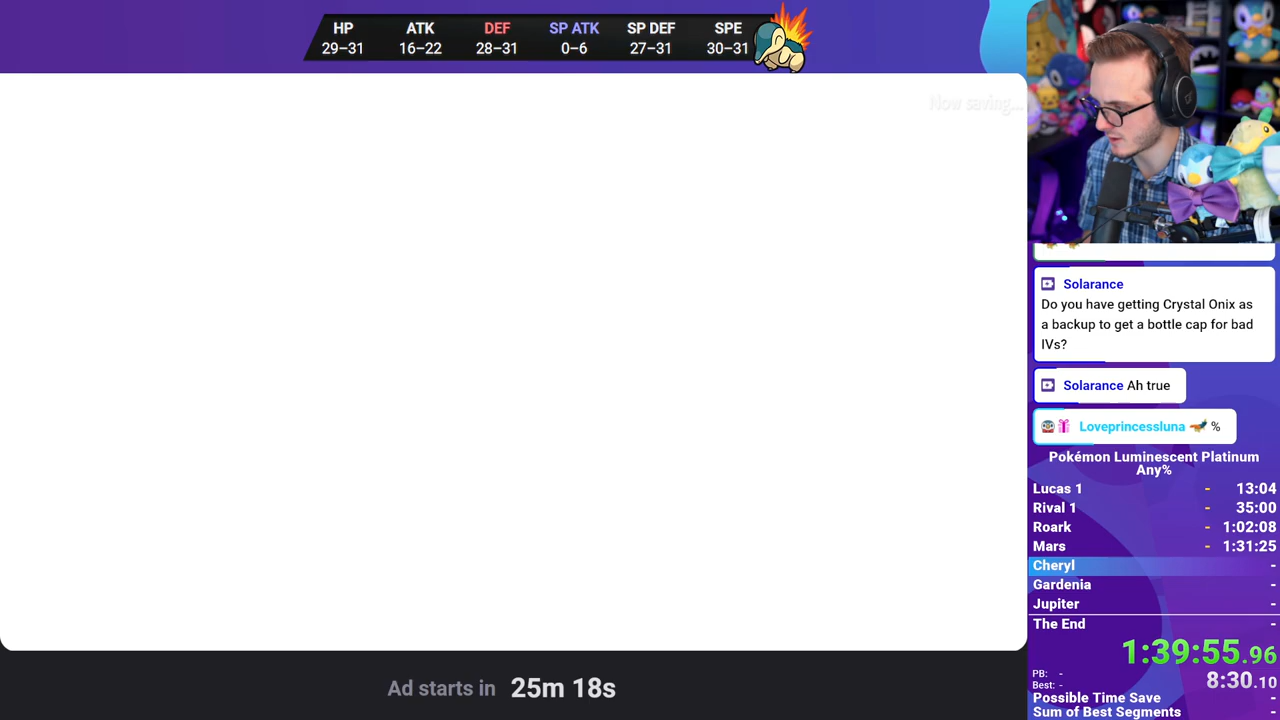 HP ATK DEF SP ATK SP DEF SPE
29–31 16–22 28–31 0–6 27–31 30–31
Now saving...
Solarance
Do you have getting Crystal Onix as
a backup to get a bottle cap for bad
IVs?
Solarance Ah true
Loveprincessluna %
Pokémon Luminescent Platinum
Any%
Lucas 1 - 13:04
Rival 1 - 35:00
Roark - 1:02:08
Mars - 1:31:25
Cheryl -
Gardenia -
Jupiter -
The End -
1:39:55.96
PB: -
Best: - 8:30.10
Possible Time Save -
Sum of Best Segments -
Ad starts in 25m 18s